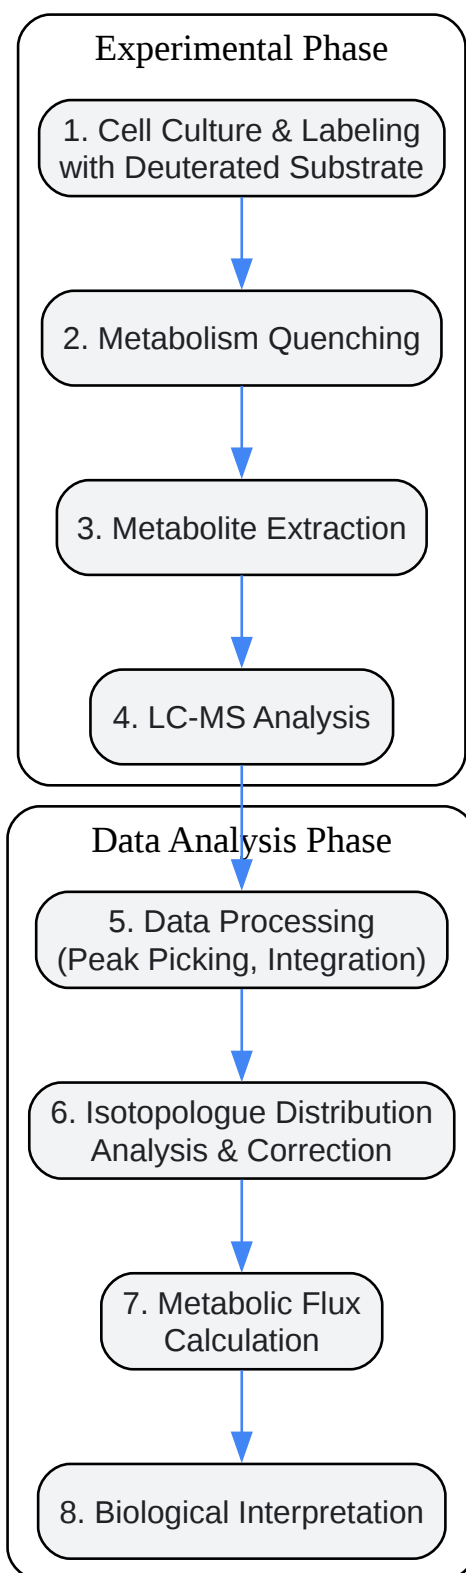 Experimental Phase
1. Cell Culture & Labeling
with Deuterated Substrate
2. Metabolism Quenching
3. Metabolite Extraction
4. LC-MS Analysis
Data Analysis Phase
5. Data Processing
(Peak Picking, Integration)
6. Isotopologue Distribution
Analysis & Correction
7. Metabolic Flux
Calculation
8. Biological Interpretation